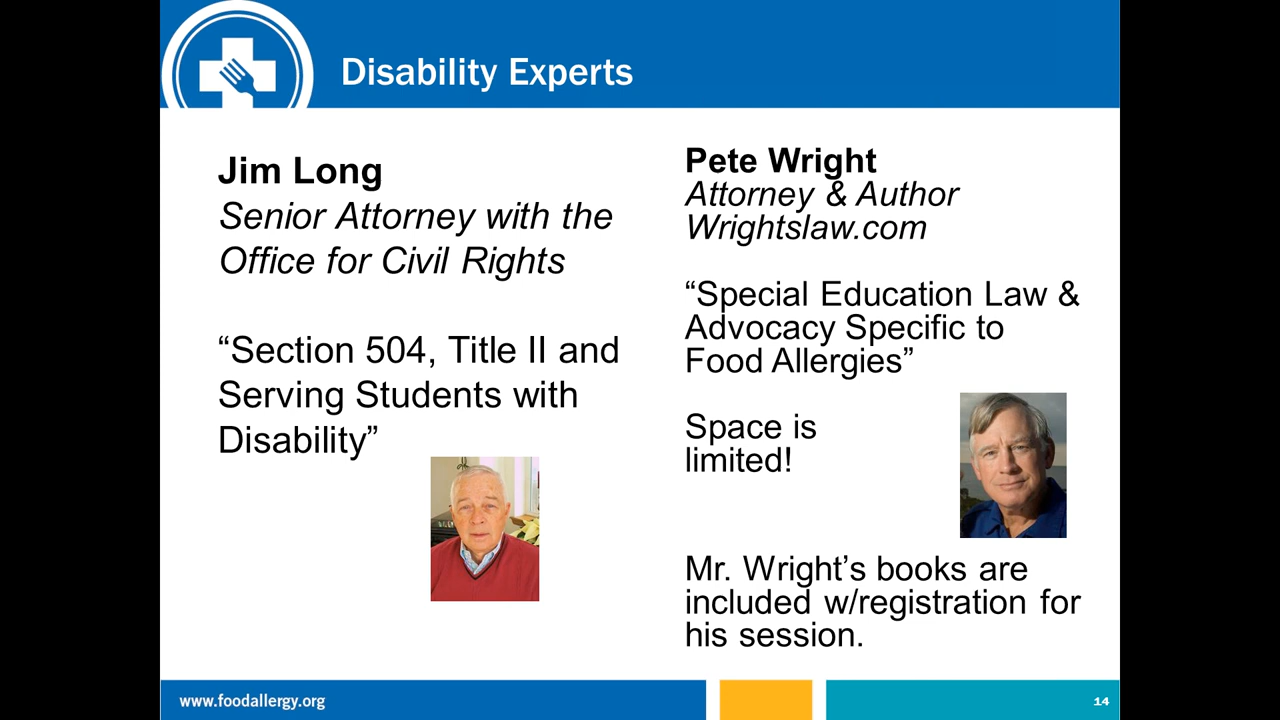 Disability Experts
Jim Long
Senior Attorney with the
Office for Civil Rights
“Section 504, Title II and
Serving Students with
Disability”
Pete Wright
Attorney & Author
Wrightslaw.com
“Special Education Law &
Advocacy Specific to
Food Allergies”
Space is
limited!
Mr. Wright’s books are
included w/registration for
his session.
www.foodallergy.org
14